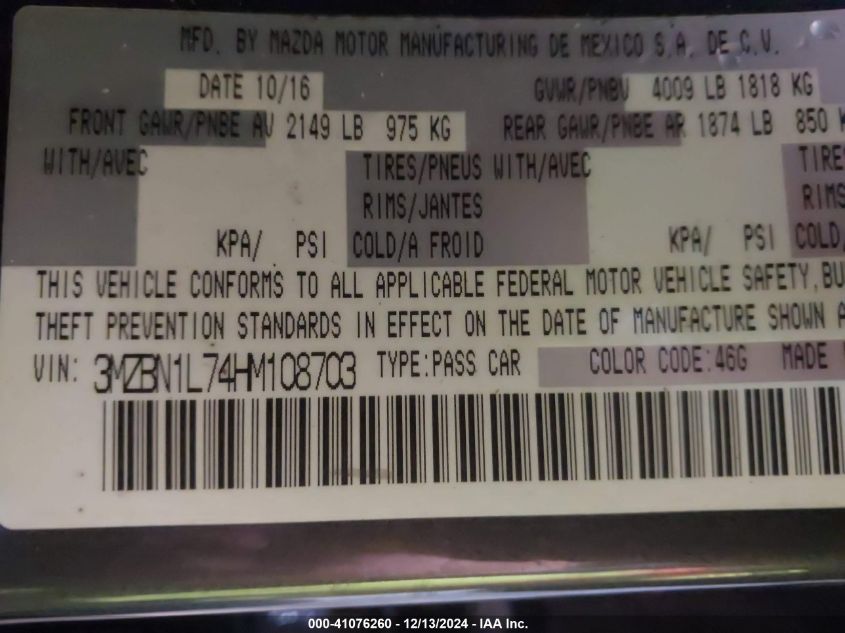 MFD. BY MAZDA MOTOR MANUFACTURING DE MEXICO S.A. DE C.V.
DATE 10/16 GVWR/PNBV 4009 LB 1818 KG
FRONT GAWR/PNBE AV 2149 LB 975 KG REAR GAWR/PNBE AR 1874 LB 850 K
WITH/AVEC TIRES/PNEUS WITH/AVEC TIRES
RIMS/JANTES RIMS
KPA/ PSI COLD/A FROID KPA/ PSI COLD/
THIS VEHICLE CONFORMS TO ALL APPLICABLE FEDERAL MOTOR VEHICLE SAFETY, BU
THEFT PREVENTION STANDARDS IN EFFECT ON THE DATE OF MANUFACTURE SHOWN A
VIN: 3MZBN1L74HM108703 TYPE:PASS CAR COLOR CODE:46G MADE
000-41076260 - 12/13/2024 - IAA Inc.